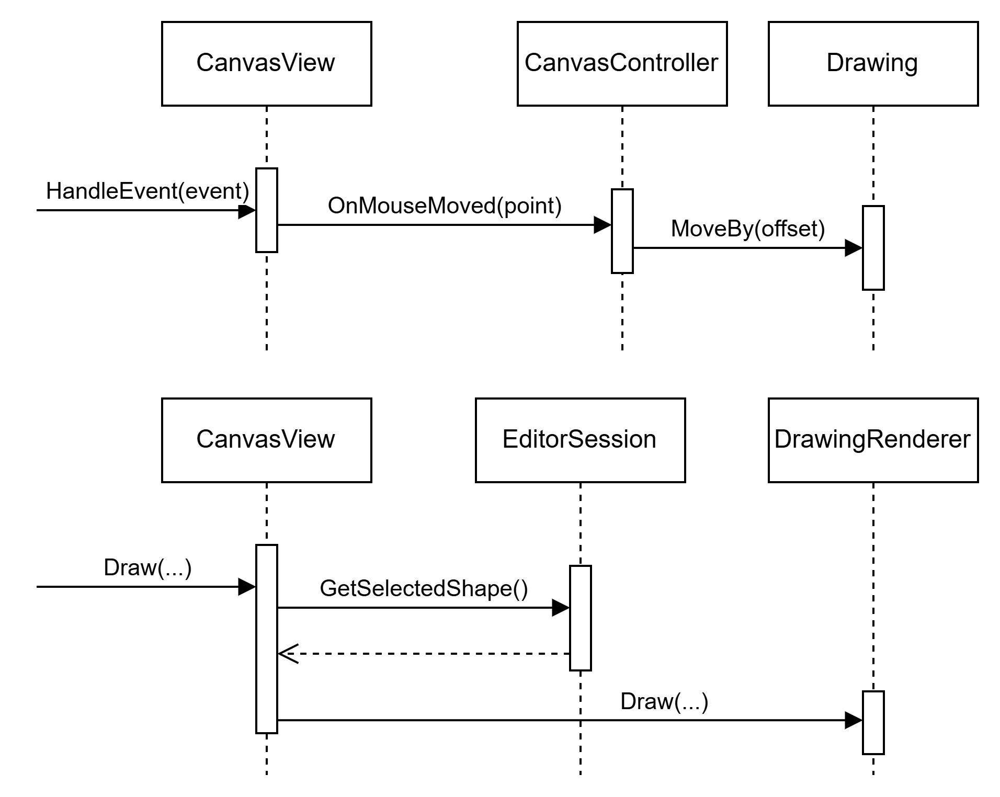 CanvasView
CanvasController
Drawing
HandleEvent(event)
OnMouseMoved(point)
MoveBy(offset)
CanvasView
EditorSession
DrawingRenderer
Draw(...)
GetSelectedShape()
Draw(...)